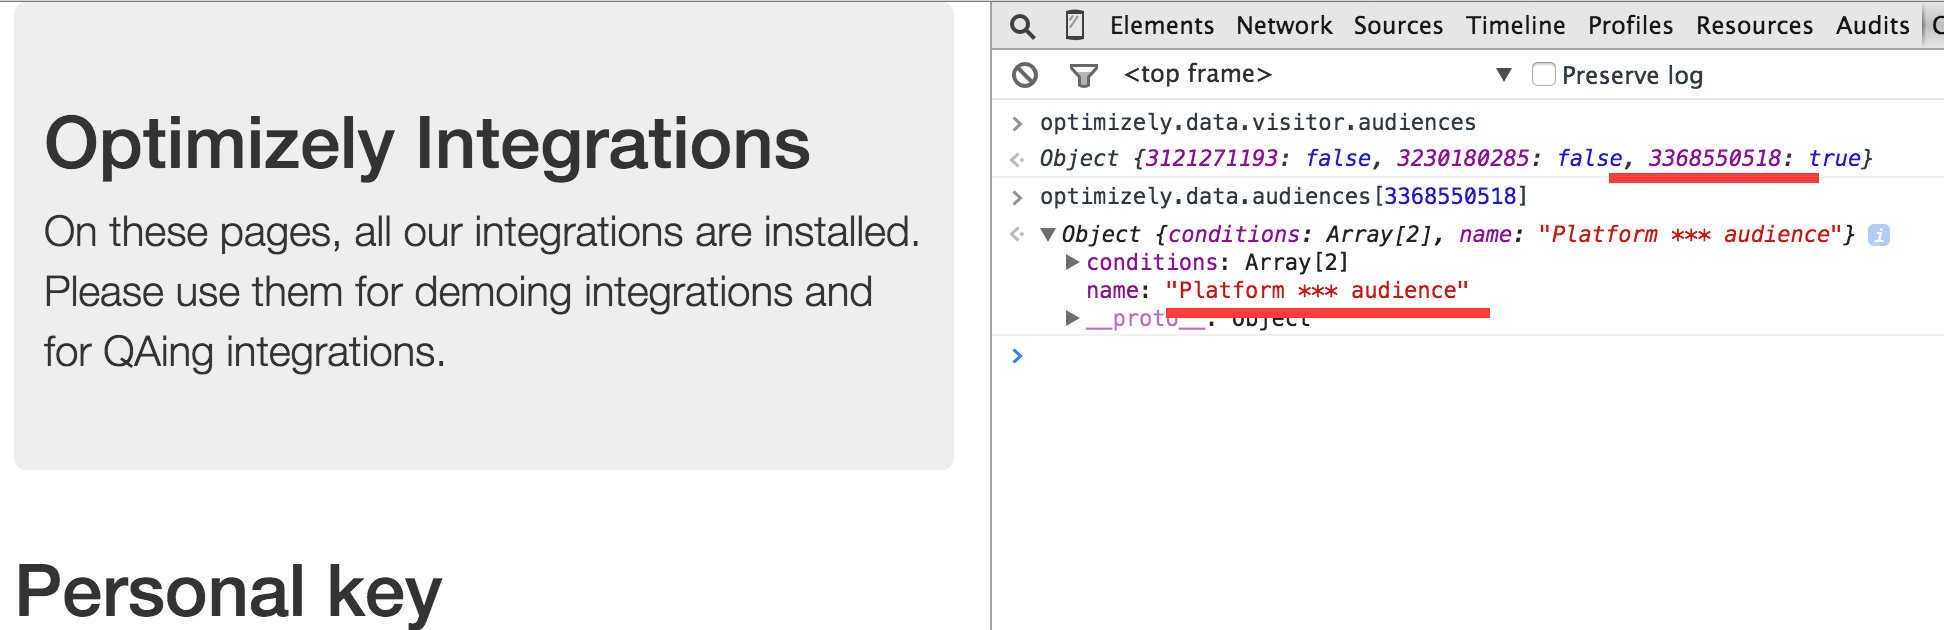 Optimizely Integrations
On these pages, all our integrations are installed.
Please use them for demoing integrations and
for QAing integrations.
Personal key
Elements Network Sources Timeline Profiles Resources Audits
<top frame> ▼ Preserve log
> optimizely.data.visitor.audiences
Object {3121271193: false, 3230180285: false, 3368550518: true}
> optimizely.data.audiences[3368550518]
▼Object {conditions: Array[2], name: "Platform *** audience"} i
▶ conditions: Array[2]
name: "Platform *** audience"
▶ __proto__: Object
>